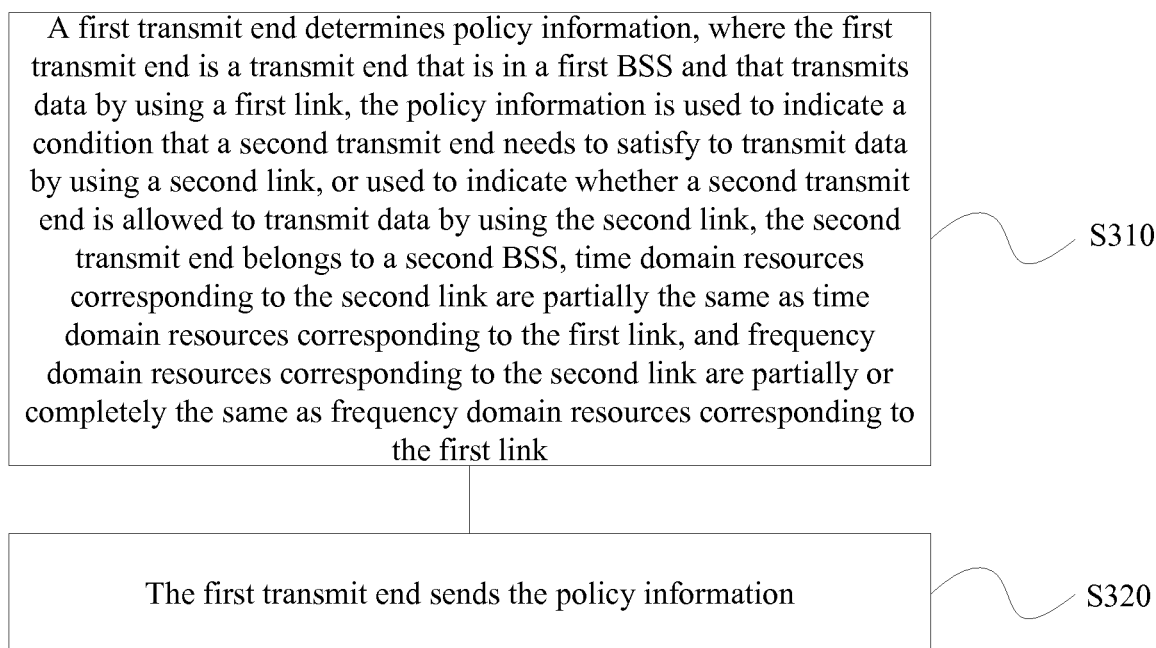 A first transmit end determines policy information, where the first
transmit end is a transmit end that is in a first BSS and that transmits
data by using a first link, the policy information is used to indicate a
condition that a second transmit end needs to satisfy to transmit data
by using a second link, or used to indicate whether a second transmit
end is allowed to transmit data by using the second link, the second
transmit end belongs to a second BSS, time domain resources
corresponding to the second link are partially the same as time
domain resources corresponding to the first link, and frequency
domain resources corresponding to the second link are partially or
completely the same as frequency domain resources corresponding to
the first link
S310
The first transmit end sends the policy information
S320